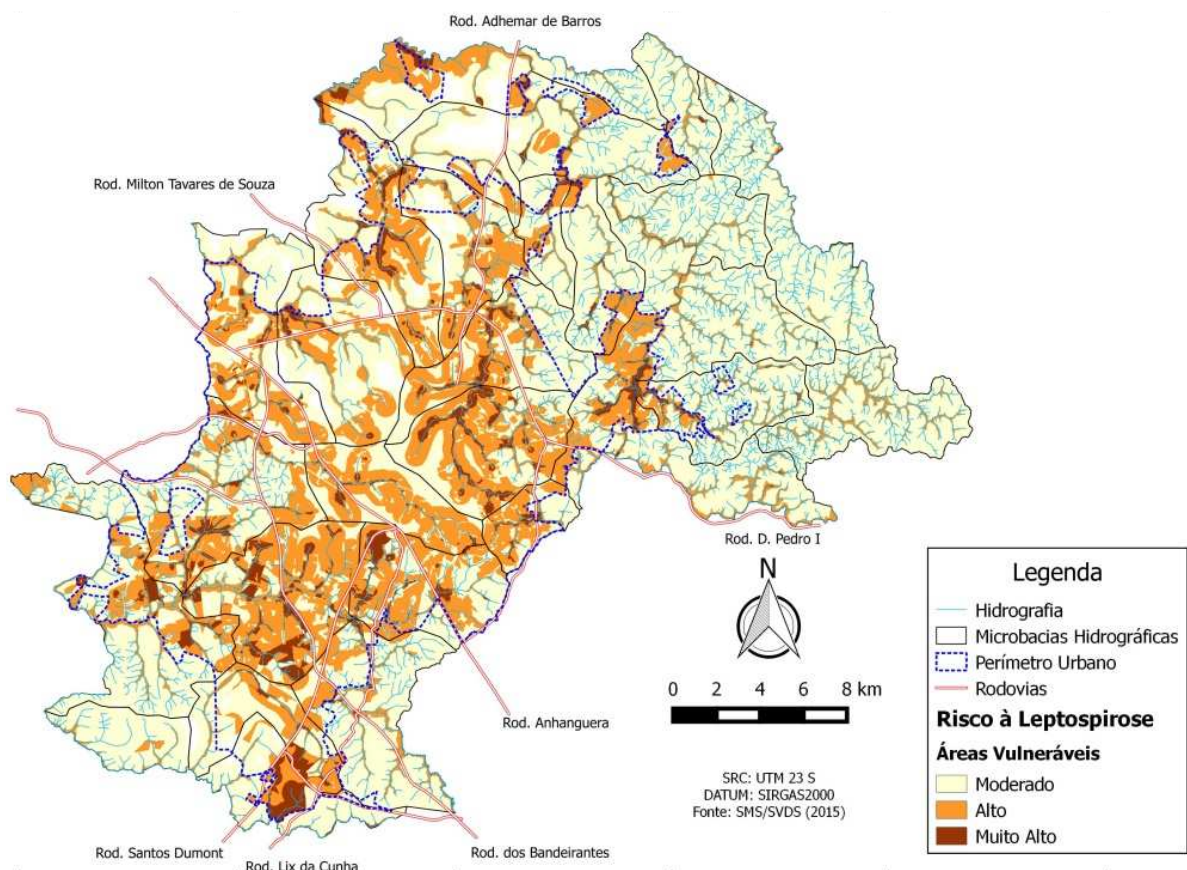 Rod. Adhemar de Barros
Rod. Milton Tavares de Souza
Rod. D. Pedro I
N
0 2 4 6 8 km
SRC: UTM 23 S
DATUM: SIRGAS2000
Fonte: SMS/SVDS (2015)
Rod. Anhanguera
Rod. Santos Dumont
Rod. Lix da Cunha
Rod. dos Bandeirantes
Legenda
Hidrografia
Microbacias Hidrográficas
Perímetro Urbano
Rodovias
Risco à Leptospirose
Áreas Vulneráveis
Moderado
Alto
Muito Alto